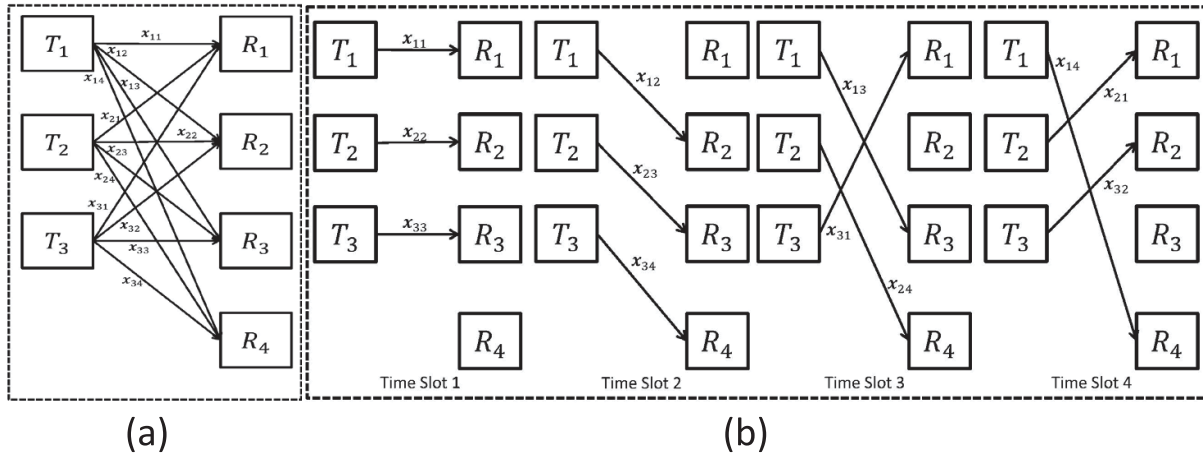 T1 x11 R1
x12
x14 x13
x21
T2 x22 R2
x23
x24
x31
x32
T3 x33 R3
x34
R4
(a)
T1 x11 R1
T2 x22 R2
T3 x33 R3
R4
Time Slot 1
T1 R1
x12
T2 R2
x23
T3 R3
x34
R4
Time Slot 2
T1 R1
x13
T2 R2
T3 x31 R3
x24
R4
Time Slot 3
T1 x14 R1
x21
T2 R2
x32
T3 R3
R4
Time Slot 4
(b)